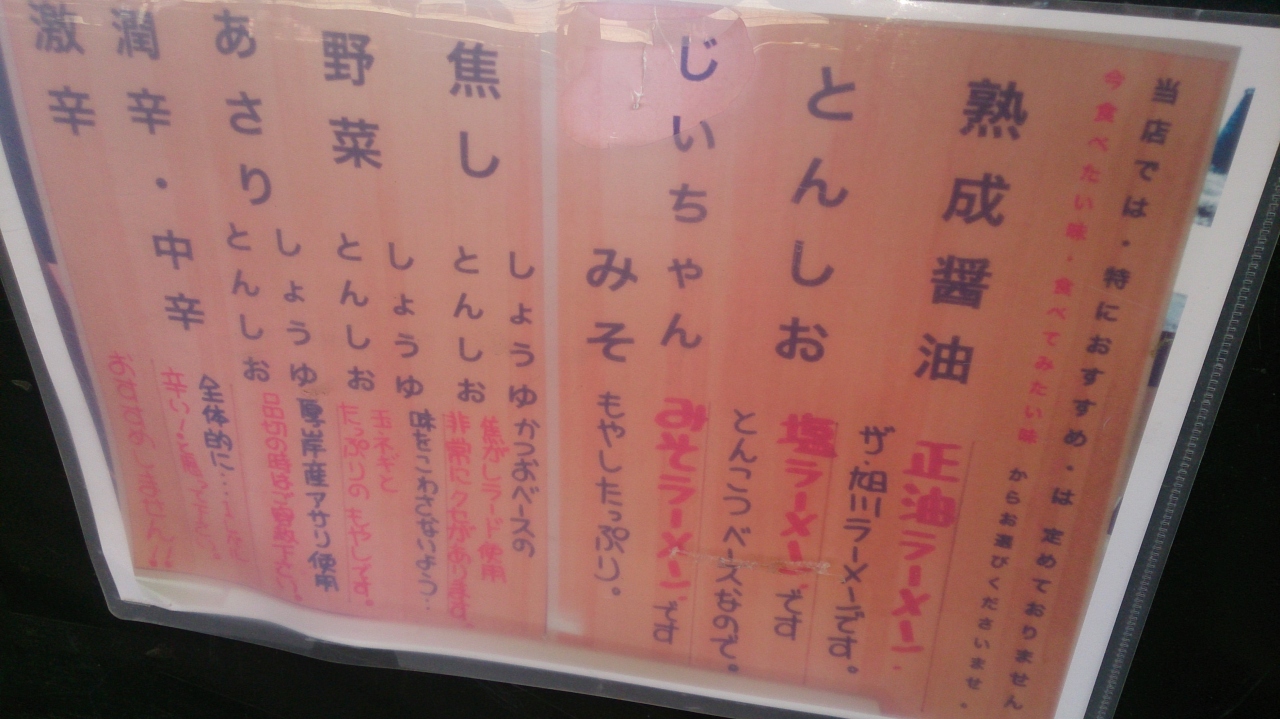 当店では・特におすすめ・は 定めておりません
今食べたい味・食べてみたい味 からお選びくださいませ。
熟成醤油 正油ラーメン.
ザ・旭川ラーメンです。
とんしお 塩ラーメンです
とんこつベースなので。
じいちゃん みそラーメンです
みそ もやしたっぷり。
焦し しょうゆ かつおベースの
焦がしラード使用
とんしお 非常にクセがあります
野菜 しょうゆ 味をこわさないよう..
玉ネギと
とんしお たっぷりのもやしです。
あさり しょうゆ 厚岸産アサリ使用
とんしお 品切の時はご容赦下さい。
潤辛・中辛 全体的に・・・
辛い!
激辛 おすすめしません!!